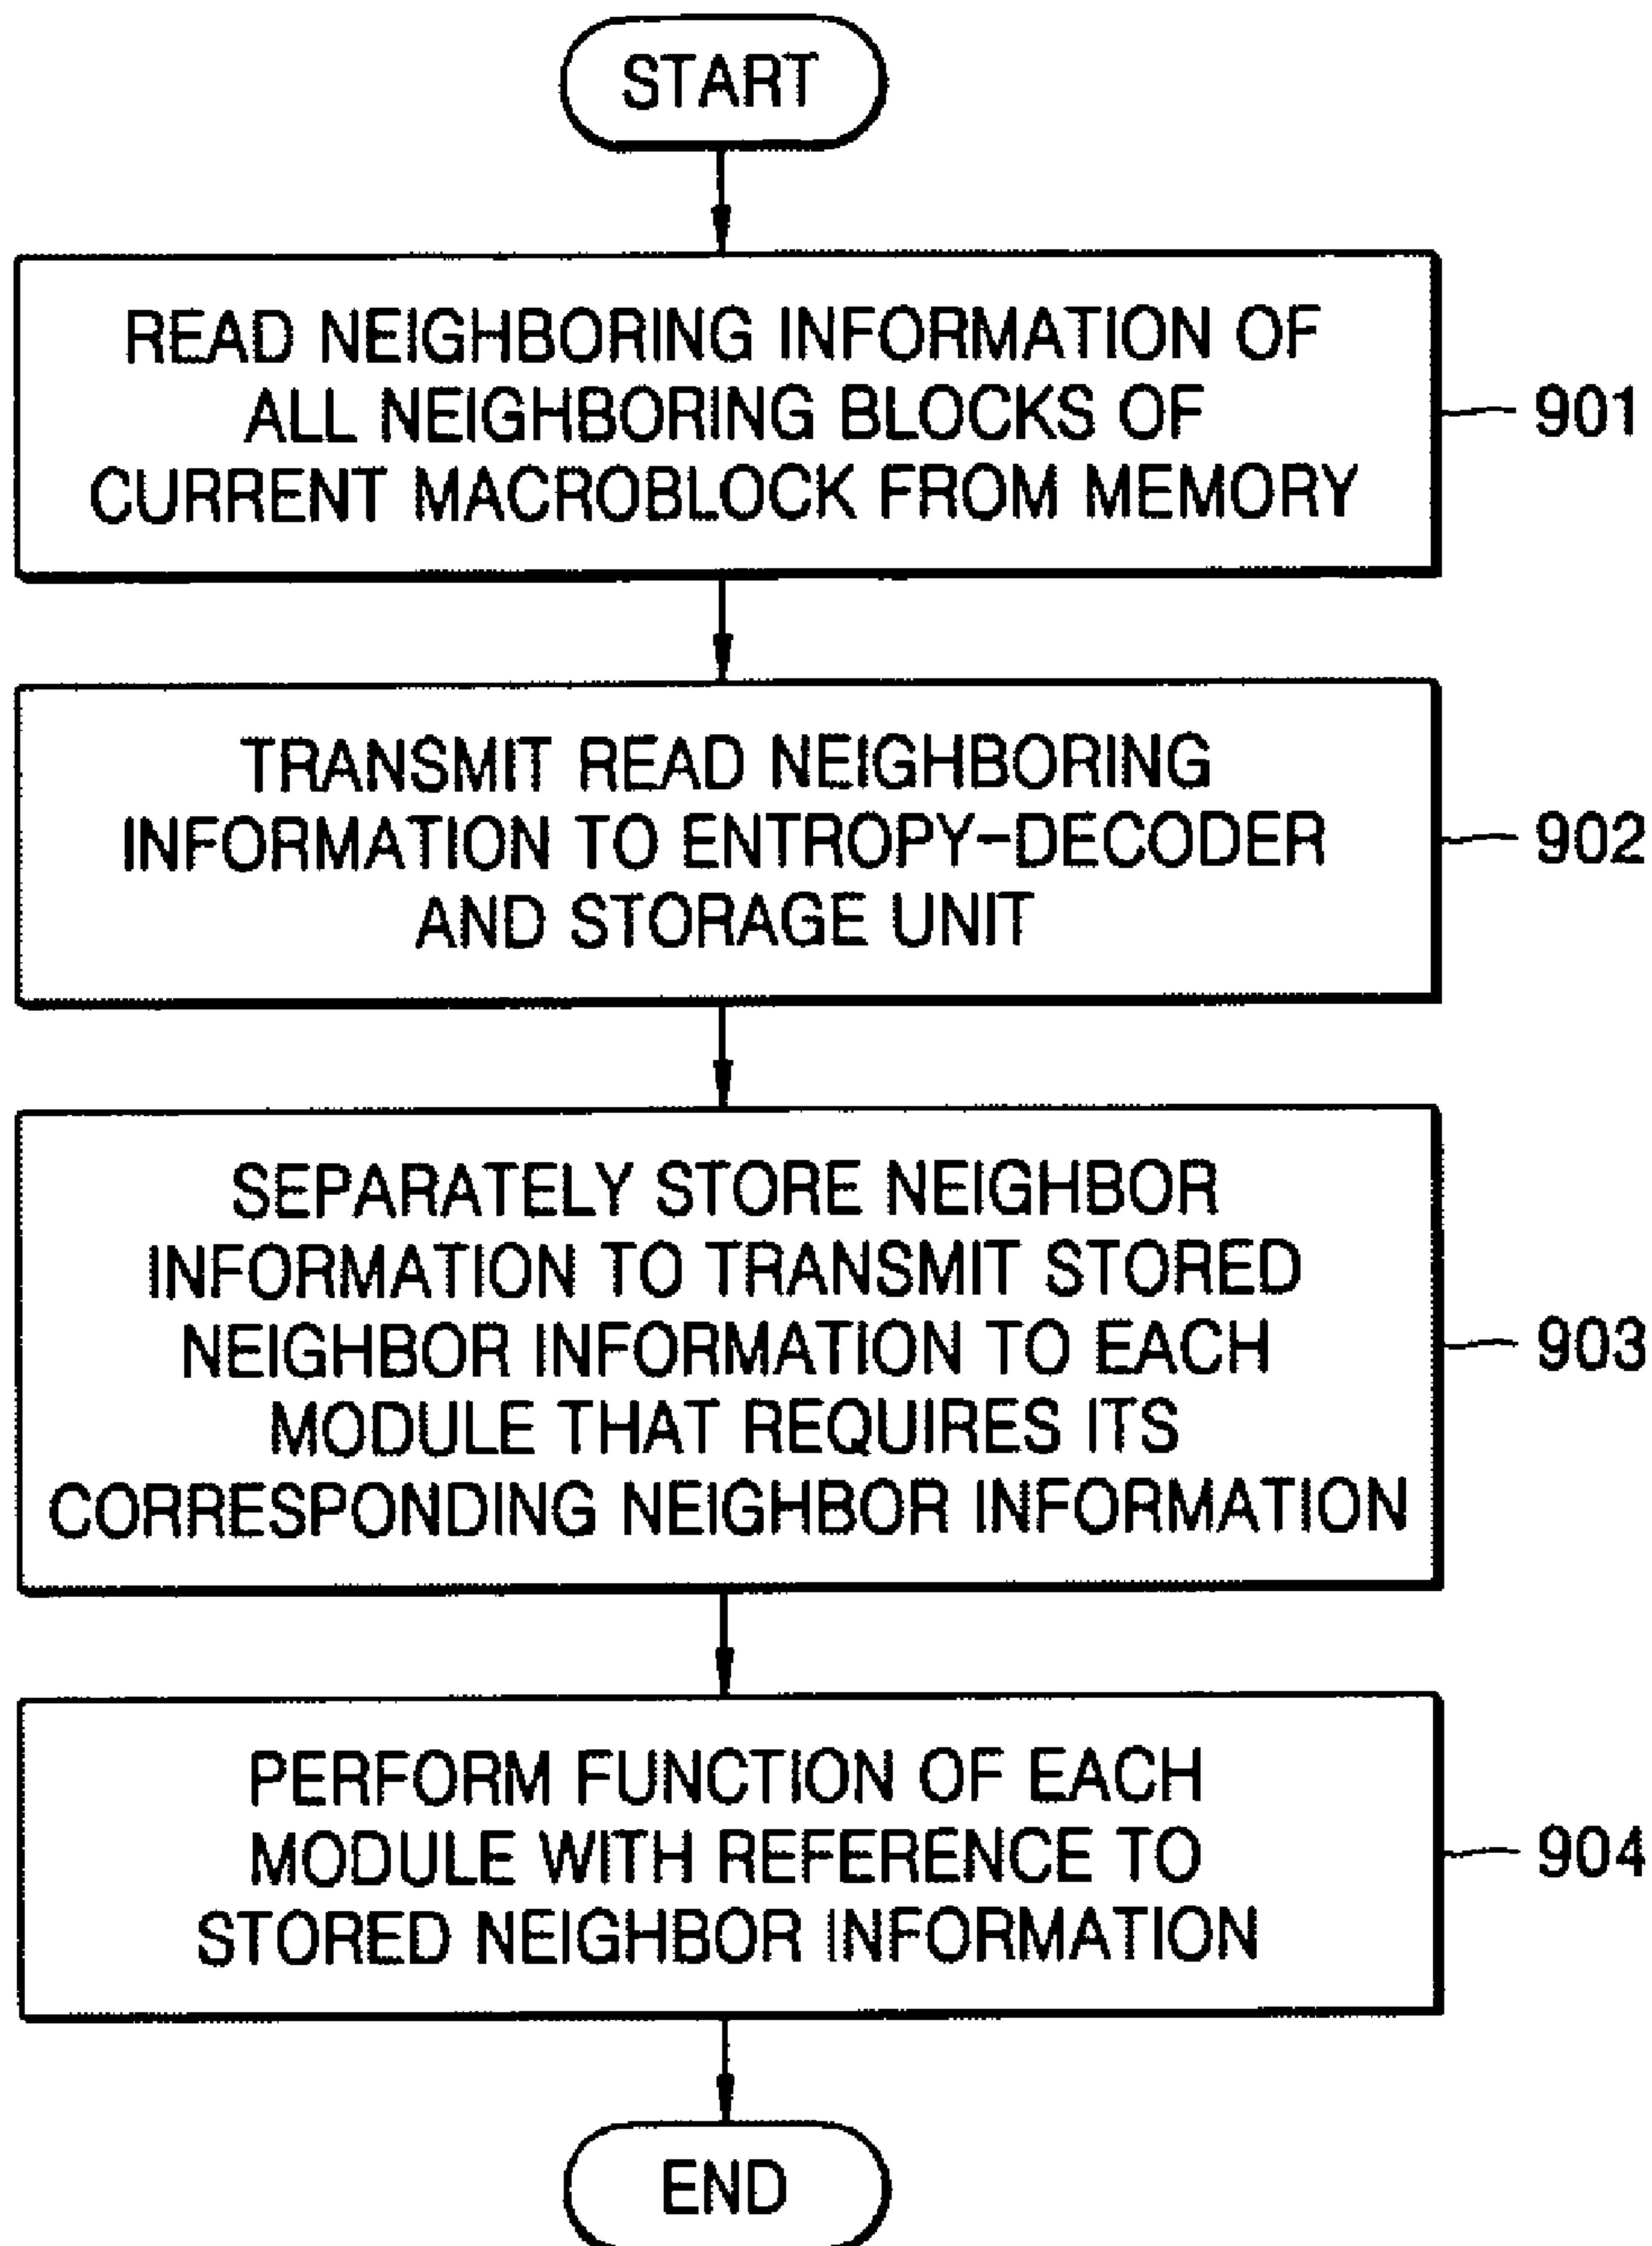 START
READ NEIGHBORING INFORMATION OF
ALL NEIGHBORING BLOCKS OF
CURRENT MACROBLOCK FROM MEMORY
901
TRANSMIT READ NEIGHBORING
INFORMATION TO ENTROPY-DECODER
AND STORAGE UNIT
902
SEPARATELY STORE NEIGHBOR
INFORMATION TO TRANSMIT STORED
NEIGHBOR INFORMATION TO EACH
MODULE THAT REQUIRES ITS
CORRESPONDING NEIGHBOR INFORMATION
903
PERFORM FUNCTION OF EACH
MODULE WITH REFERENCE TO
STORED NEIGHBOR INFORMATION
904
END